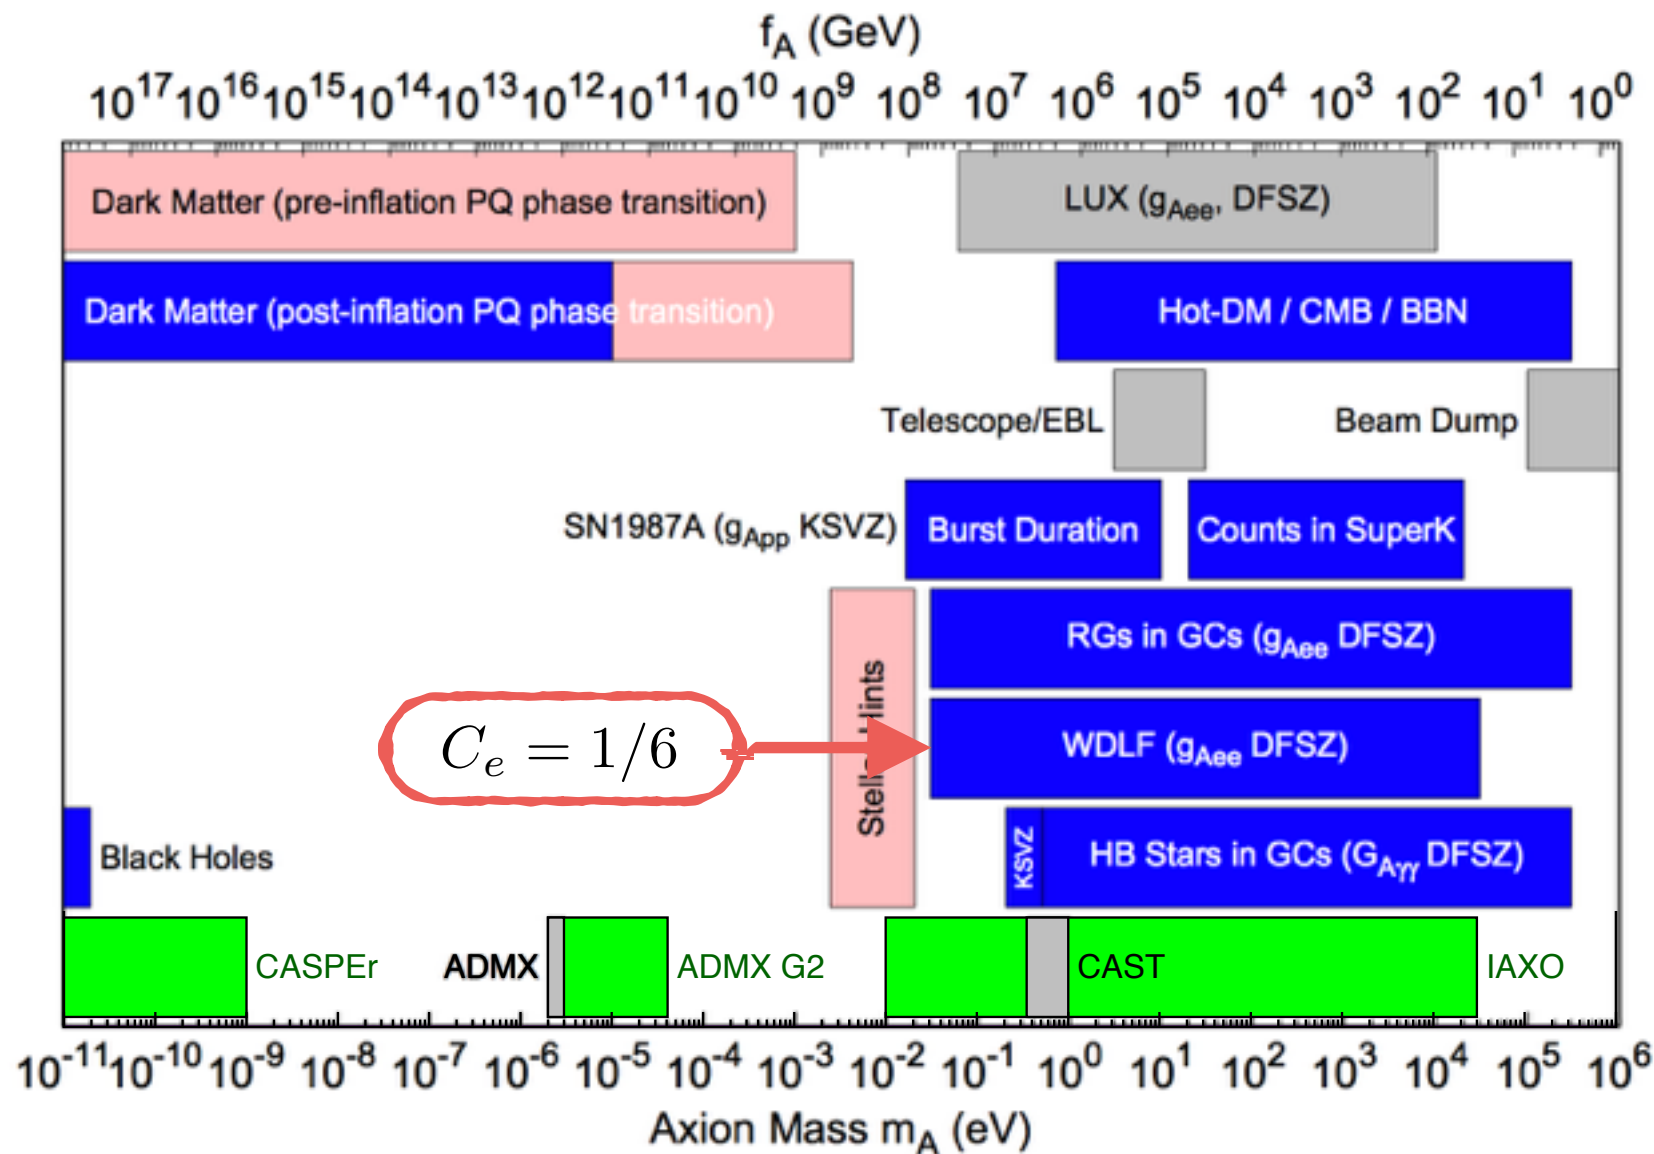 f_A (GeV)
10^17 10^16 10^15 10^14 10^13 10^12 10^11 10^10 10^9 10^8 10^7 10^6 10^5 10^4 10^3 10^2 10^1 10^0
Dark Matter (pre-inflation PQ phase transition)
LUX (g_Aee, DFSZ)
Dark Matter (post-inflation PQ phase transition)
Hot-DM / CMB / BBN
Telescope/EBL
Beam Dump
SN1987A (g_App KSVZ)
Burst Duration
Counts in SuperK
RGs in GCs (g_Aee DFSZ)
Stellar Hints
C_e = 1/6
WDLF (g_Aee DFSZ)
Black Holes
KSVZ
HB Stars in GCs (G_Aγγ DFSZ)
CASPEr
ADMX
ADMX G2
CAST
IAXO
10^-11 10^-10 10^-9 10^-8 10^-7 10^-6 10^-5 10^-4 10^-3 10^-2 10^-1 10^0 10^1 10^2 10^3 10^4 10^5 10^6
Axion Mass m_A (eV)